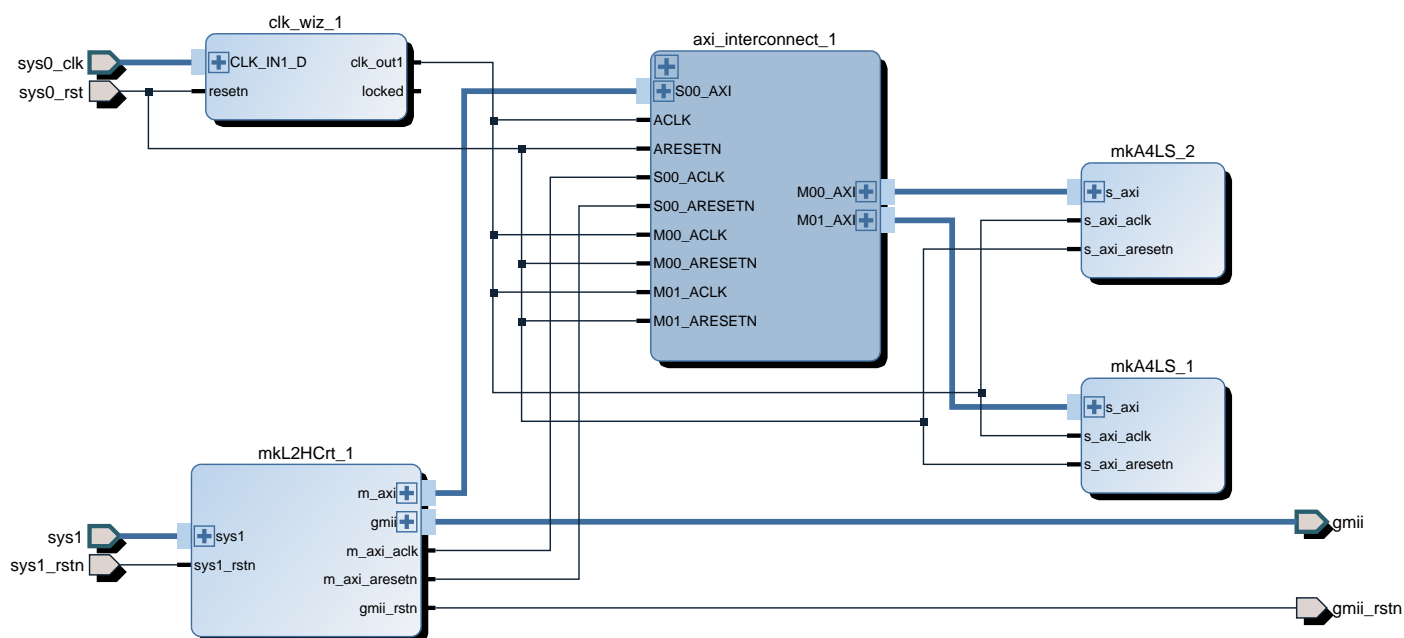 clk_wiz_1
sys0_clk
CLK_IN1_D
clk_out1
sys0_rst
resetn
locked
axi_interconnect_1
S00_AXI
ACLK
ARESETN
S00_ACLK
S00_ARESETN
M00_ACLK
M00_ARESETN
M01_ACLK
M01_ARESETN
M00_AXI
M01_AXI
mkA4LS_2
s_axi
s_axi_aclk
s_axi_aresetn
mkA4LS_1
s_axi
s_axi_aclk
s_axi_aresetn
mkL2HCrt_1
m_axi
gmii
sys1
sys1
m_axi_aclk
sys1_rstn
sys1_rstn
m_axi_aresetn
gmii_rstn
gmii
gmii_rstn